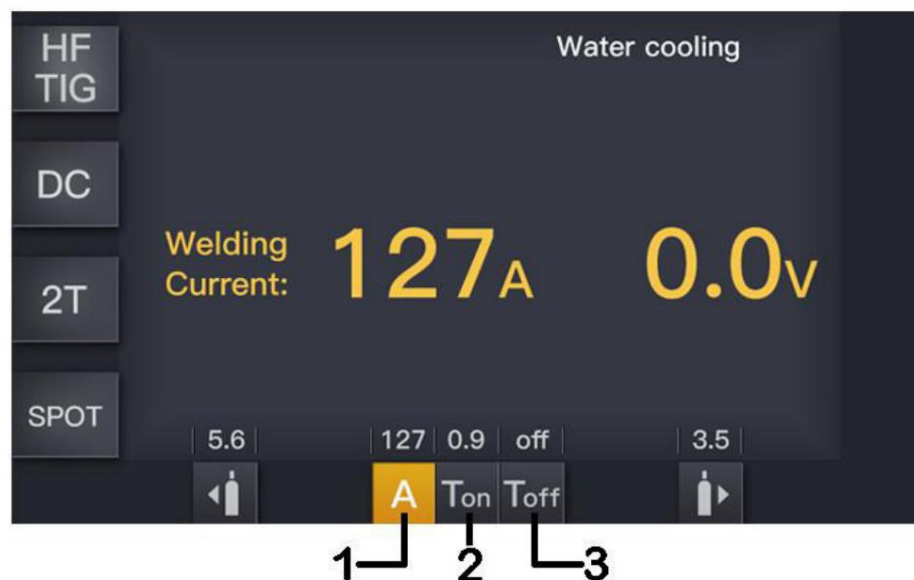 HF
TIG
Water cooling
DC
Welding
Current:
127A
0.0V
2T
SPOT
5.6
127
0.9
off
3.5
A
Ton
Toff
1
2
3